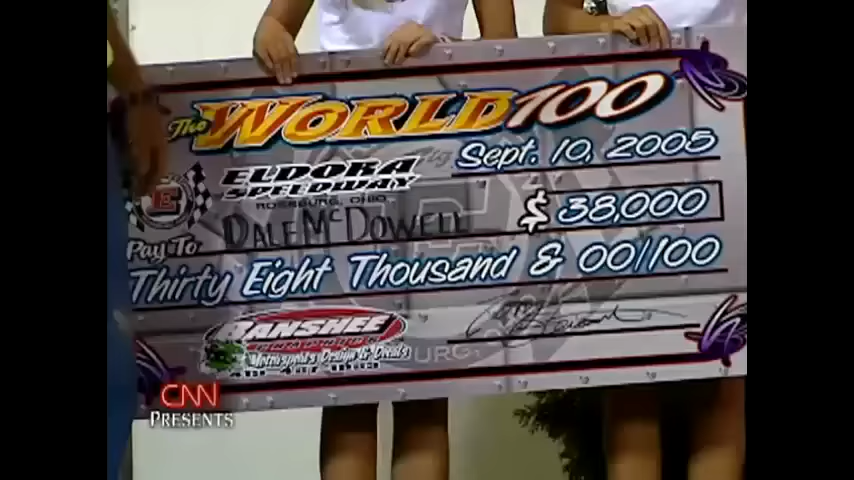 The WORLD 100
Sept. 10, 2005
ELDORA
SPEEDWAY
ROSSBURG, OHIO
E
Pay To DALE McDOWELL $ 38,000
Thirty Eight Thousand & 00/100
BANSHEE
GRAPHICS
Motorsports Design & Decals
CNN
PRESENTS